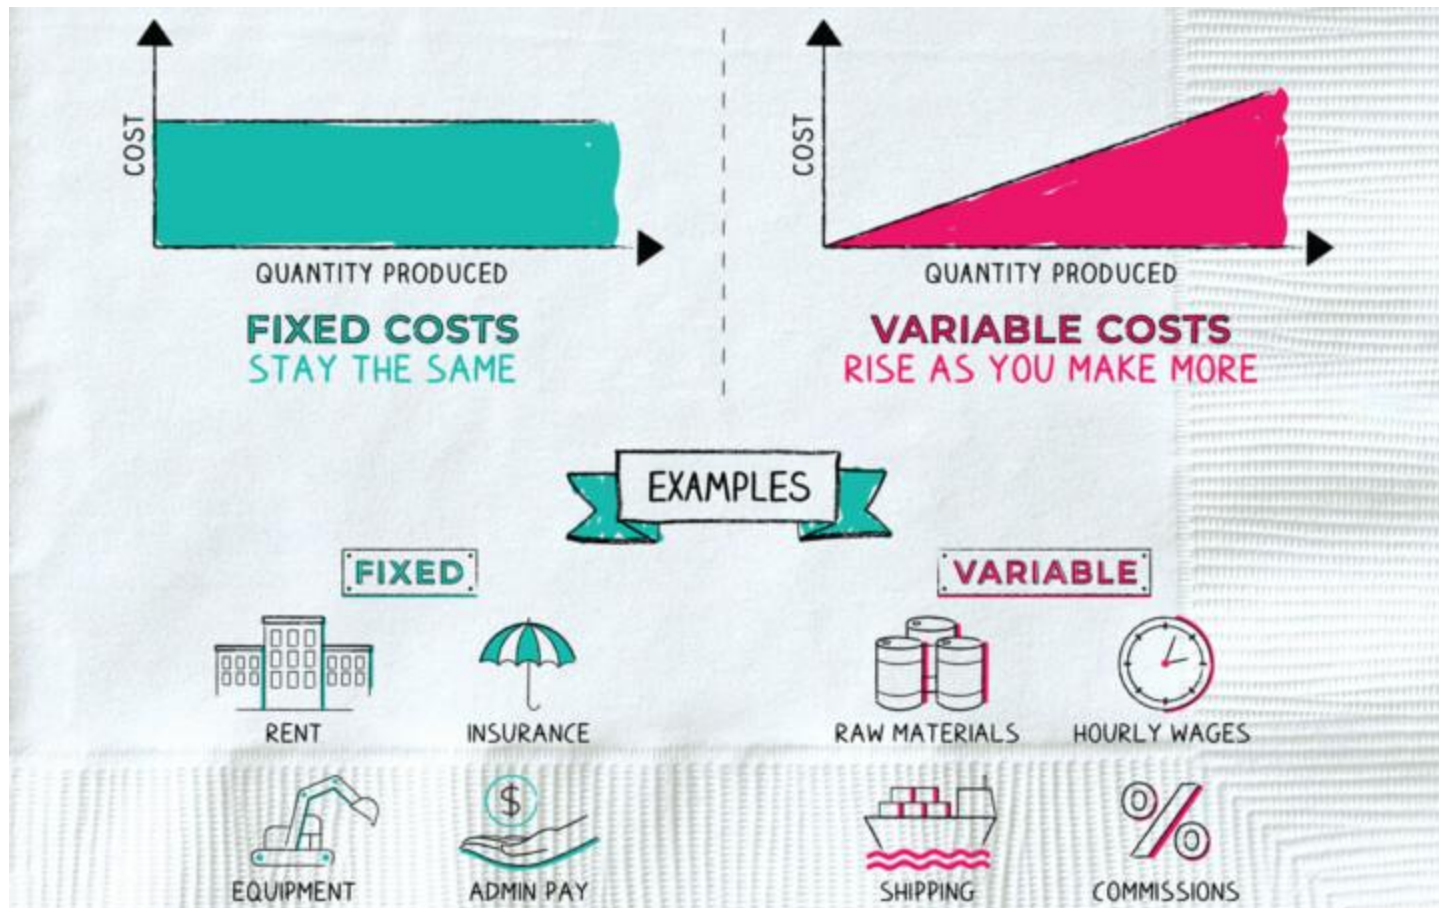 COST
QUANTITY PRODUCED
FIXED COSTS
STAY THE SAME
COST
QUANTITY PRODUCED
VARIABLE COSTS
RISE AS YOU MAKE MORE
EXAMPLES
FIXED
RENT
INSURANCE
$
EQUIPMENT
ADMIN PAY
VARIABLE
RAW MATERIALS
HOURLY WAGES
%
SHIPPING
COMMISSIONS